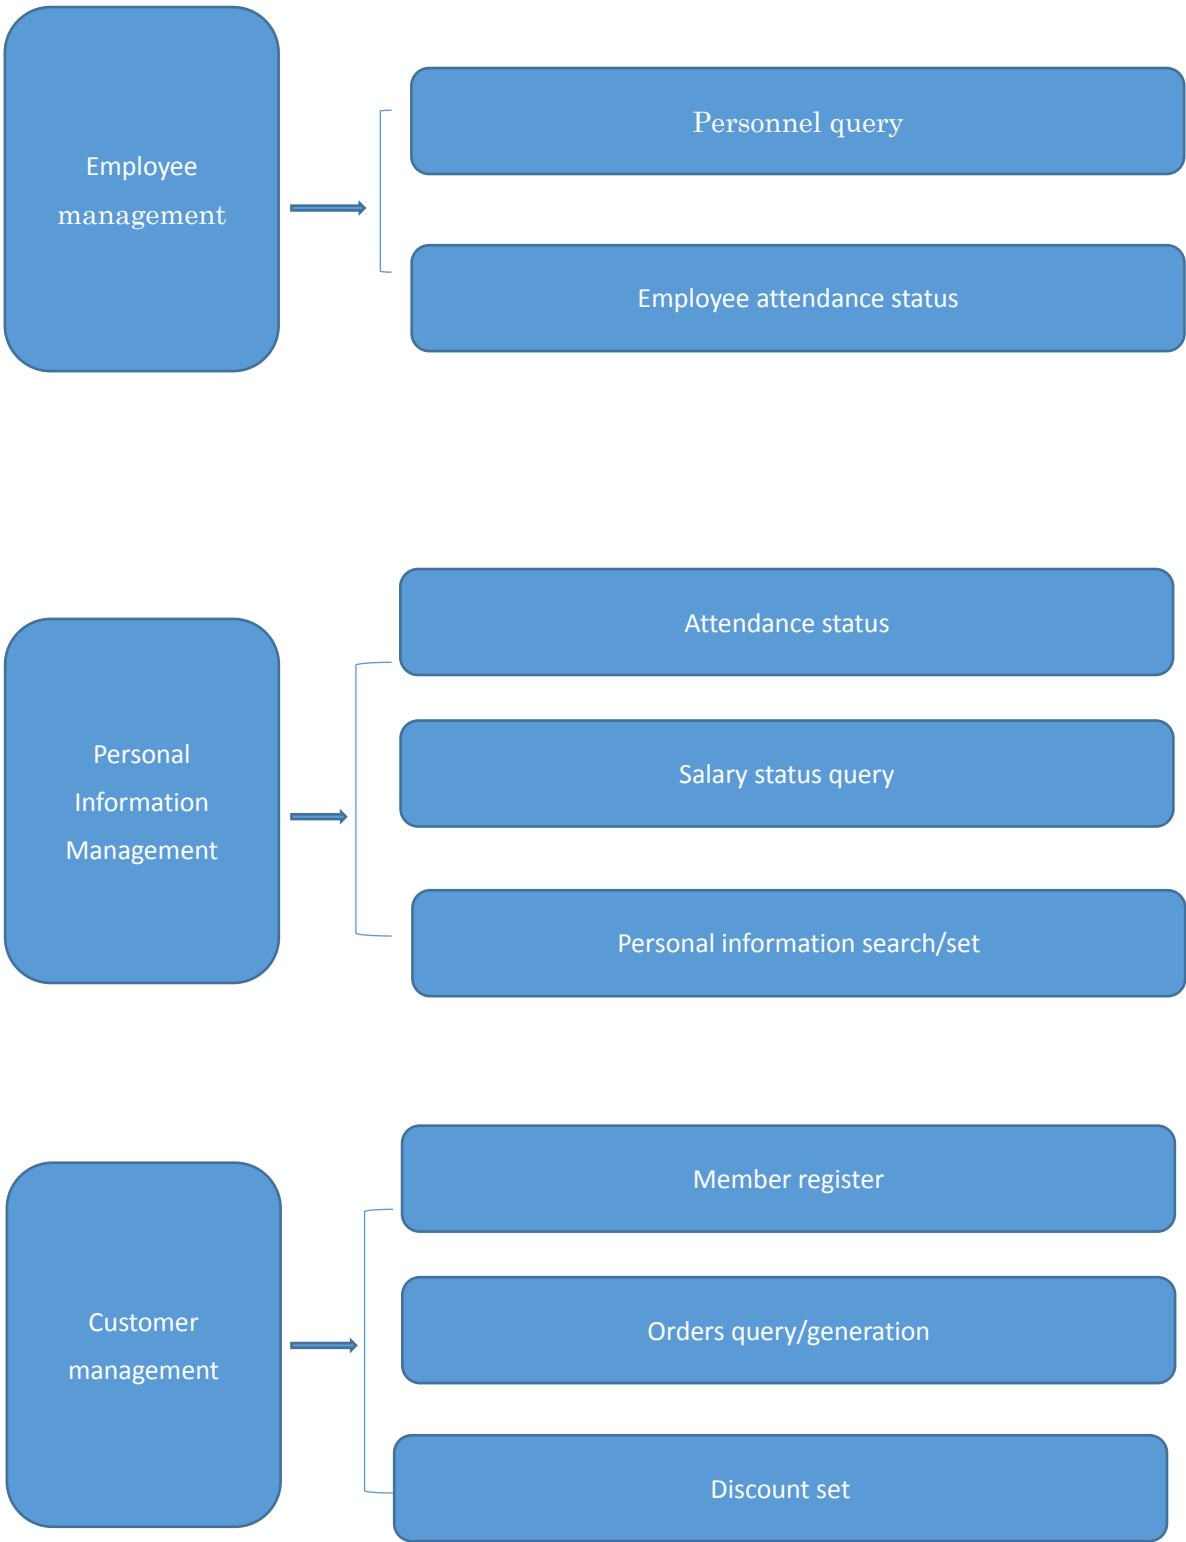 Employee
management
Personnel query
Employee attendance status
Personal
Information
Management
Attendance status
Salary status query
Personal information search/set
Customer
management
Member register
Orders query/generation
Discount set